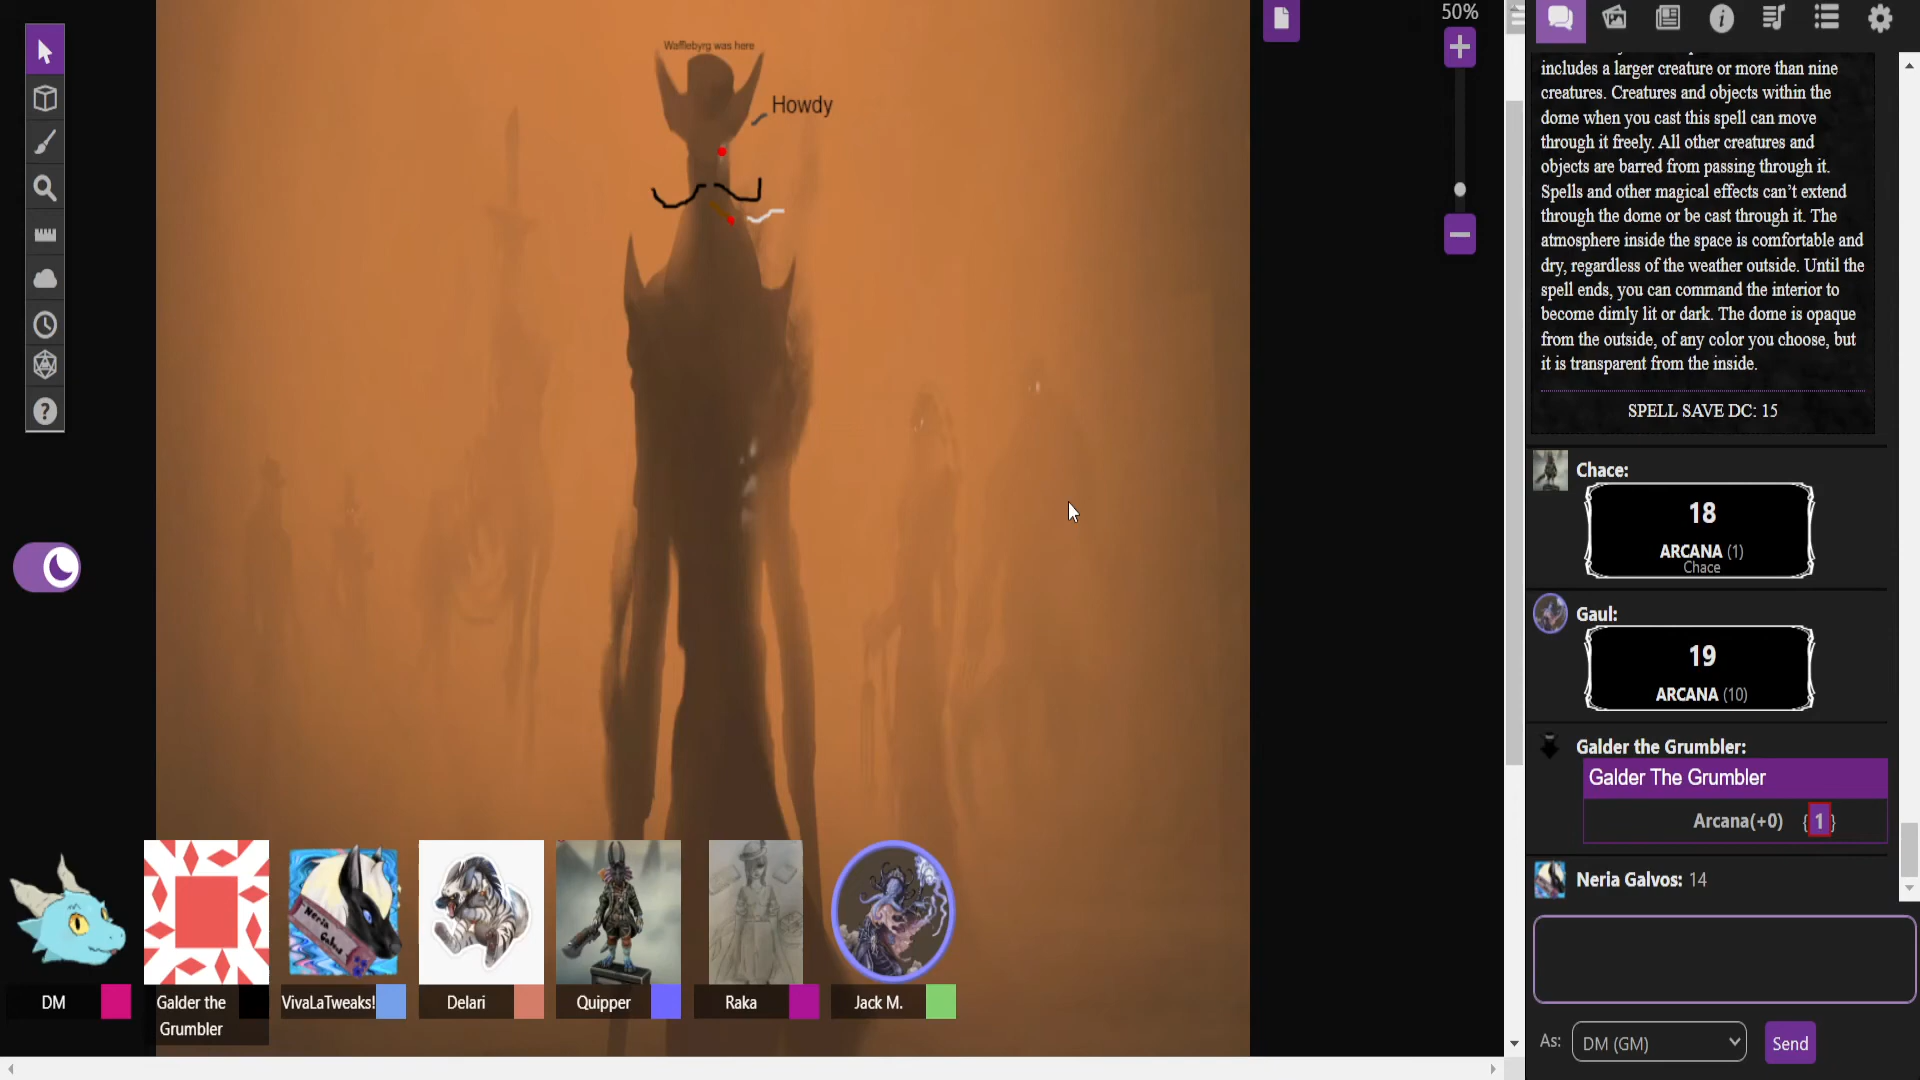 Wafflebyrg was here
Howdy
50%
includes a larger creature or more than nine
creatures. Creatures and objects within the
dome when you cast this spell can move
through it freely. All other creatures and
objects are barred from passing through it.
Spells and other magical effects can’t extend
through the dome or be cast through it. The
atmosphere inside the space is comfortable and
dry, regardless of the weather outside. Until the
spell ends, you can command the interior to
become dimly lit or dark. The dome is opaque
from the outside, of any color you choose, but
it is transparent from the inside.
SPELL SAVE DC: 15
Chace:
18
ARCANA (1)
Chace
Gaul:
19
ARCANA (10)
Galder the Grumbler:
Galder The Grumbler
Arcana(+0) {1}
Neria Galvos: 14
As: DM (GM) Send
Neria
Galvos
DM
Galder the
Grumbler
VivaLaTweaks!
Delari
Quipper
Raka
Jack M.